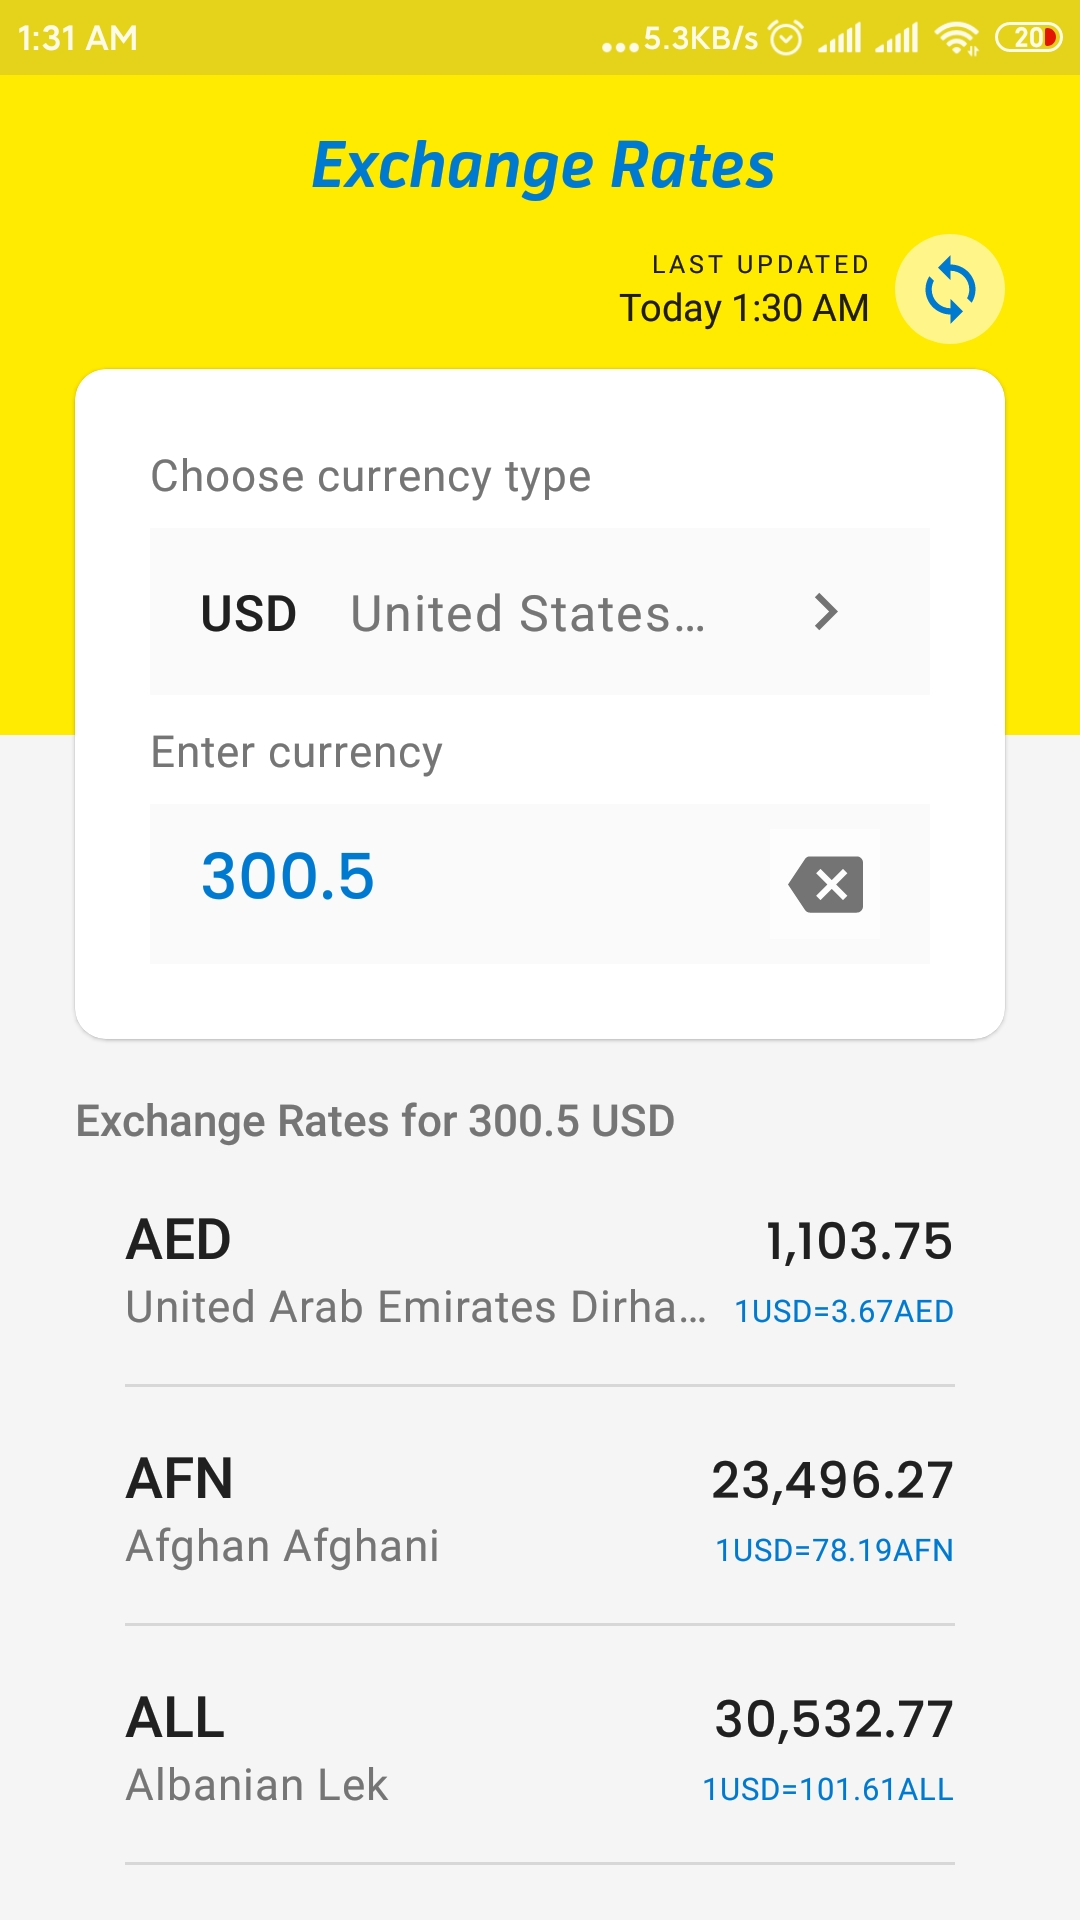 1:31 AM
...5.3KB/s
20
Exchange Rates
LAST UPDATED
Today 1:30 AM
Choose currency type
USD United States...
Enter currency
300.5
Exchange Rates for 300.5 USD
AED 1,103.75
United Arab Emirates Dirha... 1USD=3.67AED
AFN 23,496.27
Afghan Afghani 1USD=78.19AFN
ALL 30,532.77
Albanian Lek 1USD=101.61ALL